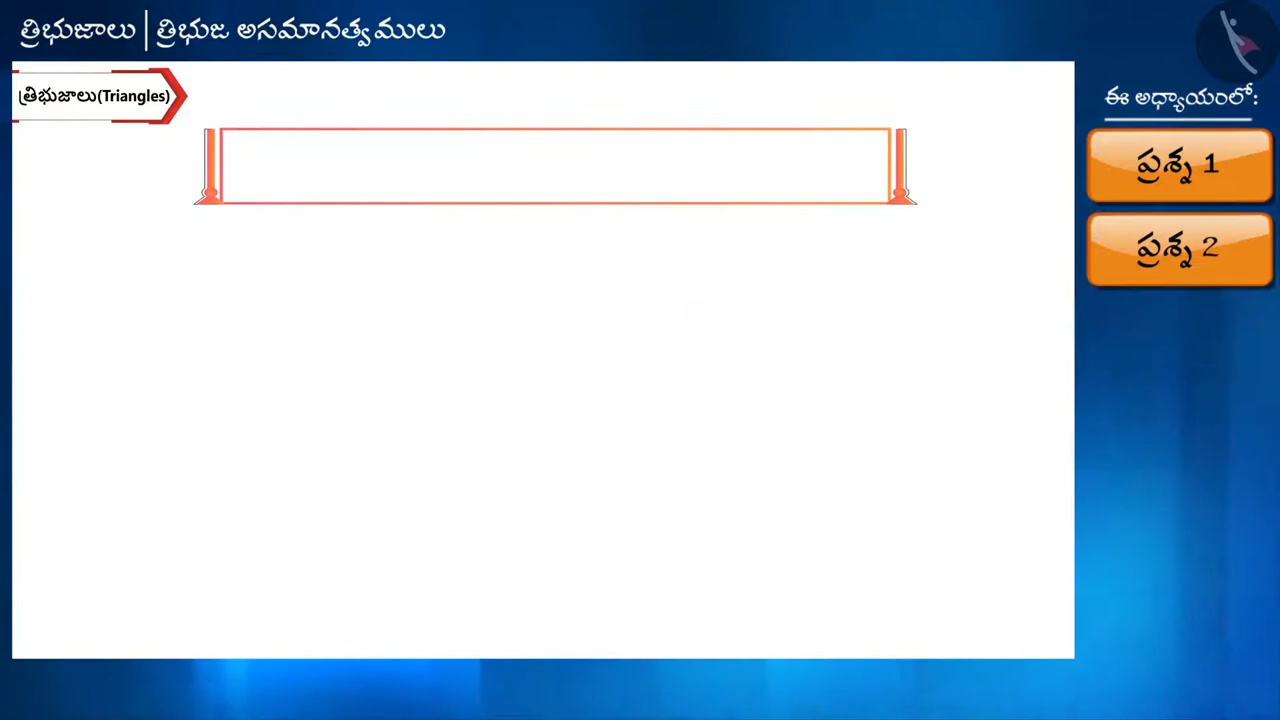 త్రిభుజాలు | త్రిభుజ అసమానత్వములు
త్రిభుజాలు(Triangles)
ఈ అధ్యాయంలో:
ప్రశ్న 1
ప్రశ్న 2